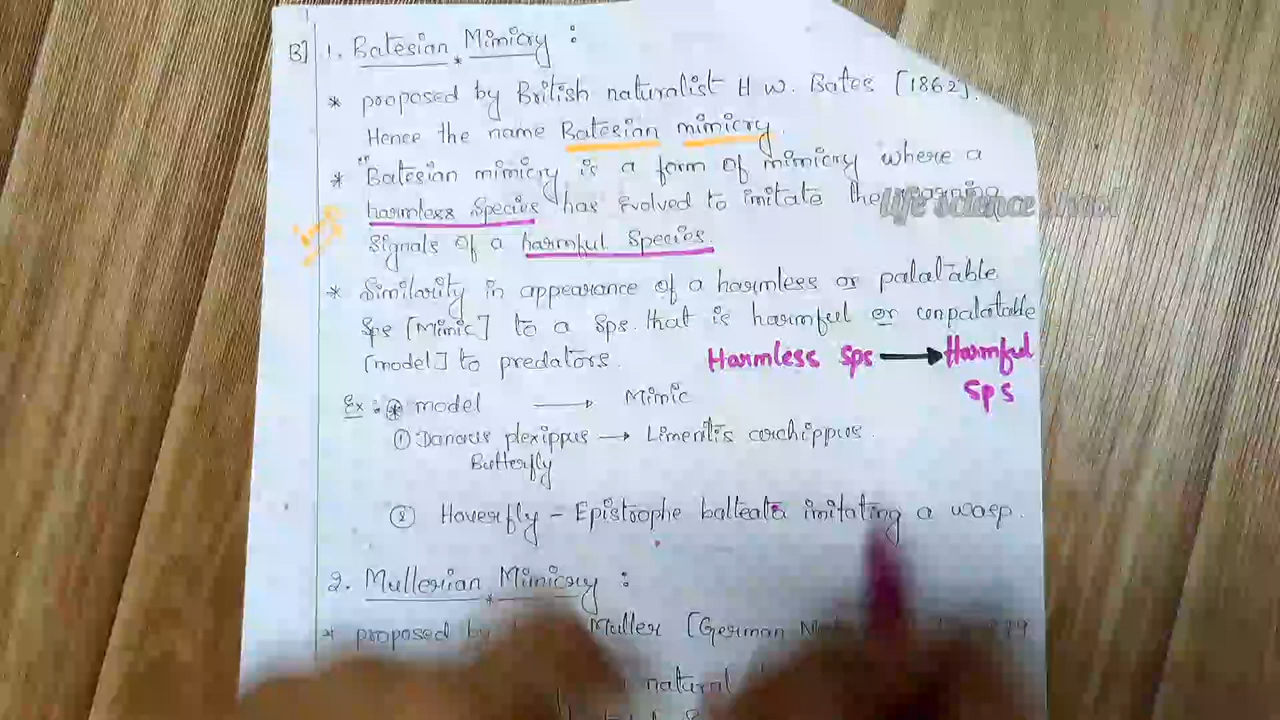 B] 1. Batesian Mimicry :
* proposed by British naturalist H W. Bates [1862].
Hence the name Batesian mimicry.
* Batesian mimicry is a form of mimicry where a
harmless Species has Evolved to imitate the warning
Signals of a harmful Species.
life science
* Similarity in appearance of a harmless or palatable
Sps [Mimic] to a Sps. that is harmful or unpalatable
[model] to predators.
Harmless Sps → Harmful
Sps
Ex : * model → Mimic
① Danaus plexippus → Limenitis archippus.
Butterfly
② Hoverfly - Epistrophe balteata imitating a wasp.
2. Mullerian Mimicry :
* proposed by Muller [German
natural